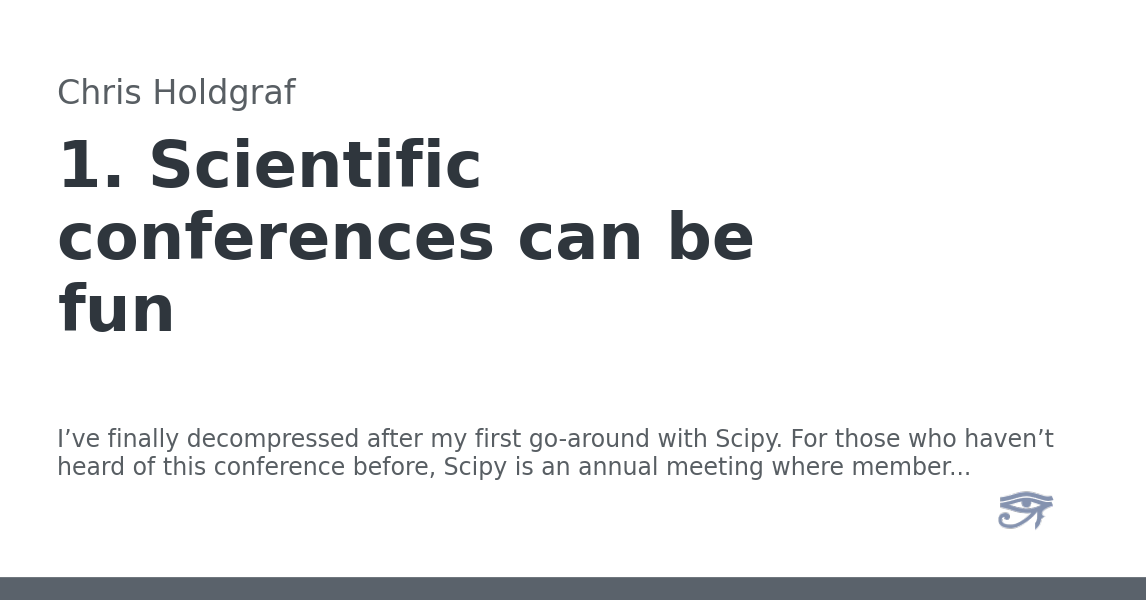 Chris Holdgraf
1. Scientific
conferences can be
fun
I’ve finally decompressed after my first go-around with Scipy. For those who haven’t
heard of this conference before, Scipy is an annual meeting where member...